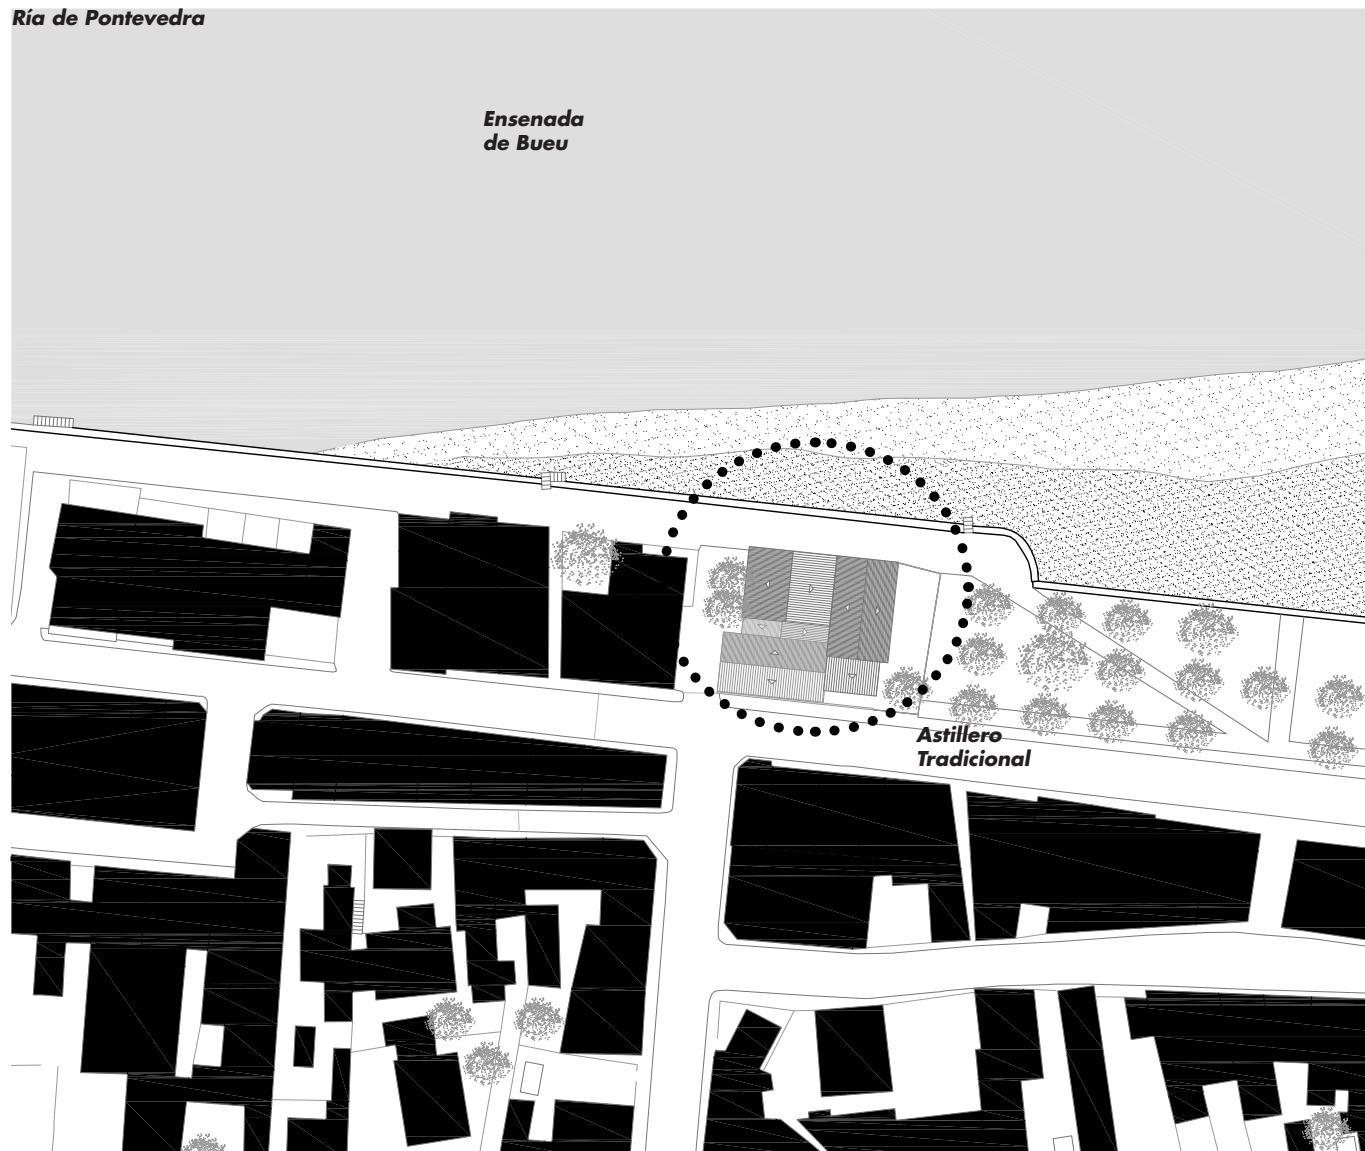 Ría de Pontevedra
Ensenada
de Bueu
Astillero
Tradicional